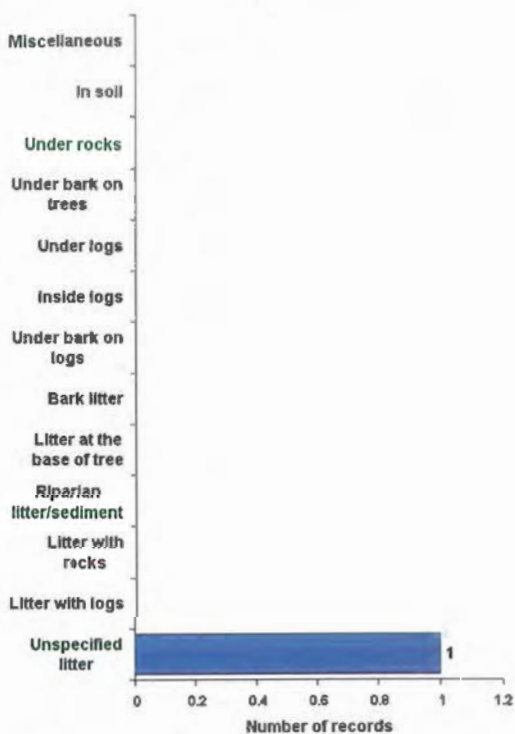 Miscellaneous
In soil
Under rocks
Under bark on
trees
Under logs
Inside logs
Under bark on
logs
Bark litter
Litter at the
base of tree
Riparian
litter/sediment
Litter with
rocks
Litter with logs
Unspecified
litter
1
0 0.2 0.4 0.6 0.8 1 1.2
Number of records